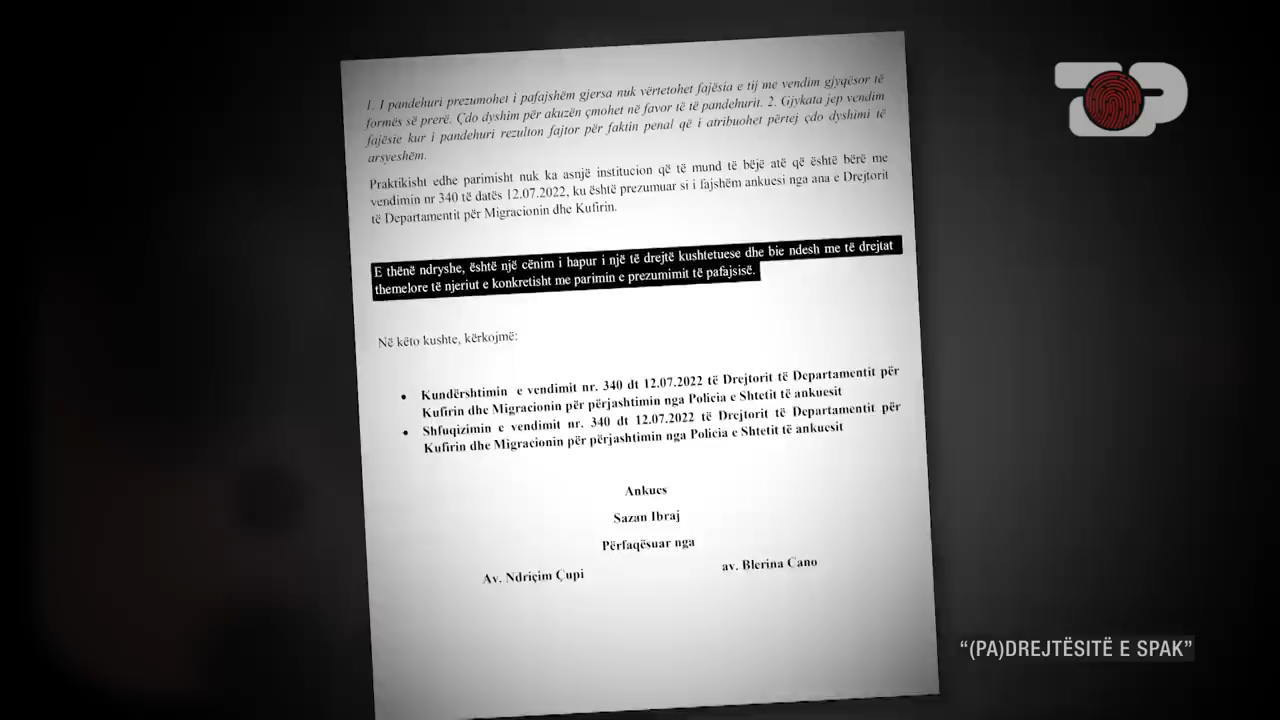 1. I pandehuri prezumohet i pafajshëm gjersa nuk vërtetohet fajësia e tij me vendim gjyqësor të
formës së prerë. Çdo dyshim për akuzën çmohet në favor të të pandehurit. 2. Gjykata jep vendim
fajësie kur i pandehuri rezulton fajtor për faktin penal që i atribuohet përtej çdo dyshimi të
arsyeshëm.
Praktikisht edhe parimisht nuk ka asnjë institucion që të mund të bëjë atë që është bërë me
vendimin nr 340 të datës 12.07.2022, ku është prezumuar si i fajshëm ankuesi nga ana e Drejtorit
të Departamentit për Migracionin dhe Kufirin.
E thënë ndryshe, është një cënim i hapur i një të drejtë kushtetuese dhe bie ndesh me të drejtat
themelore të njeriut e konkretisht me parimin e prezumimit të pafajsisë.
Në këto kushte, kërkojmë:
• Kundërshtimin e vendimit nr. 340 dt 12.07.2022 të Drejtorit të Departamentit për
Kufirin dhe Migracionin për përjashtimin nga Policia e Shtetit të ankuesit
• Shfuqizimin e vendimit nr. 340 dt 12.07.2022 të Drejtorit të Departamentit për
Kufirin dhe Migracionin për përjashtimin nga Policia e Shtetit të ankuesit
Ankues
Sazan Ibraj
Përfaqësuar nga
Av. Ndriçim Çupi av. Blerina Cano
"(PA)DREJTËSITË E SPAK"